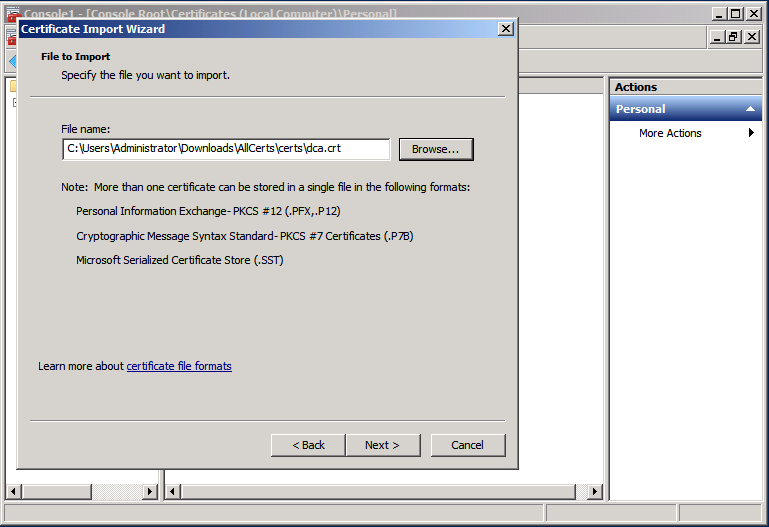 Console1 - [Console Root\Certificates (Local Computer)\Personal]
Certificate Import Wizard
File to Import
Specify the file you want to import.
File name:
C:\Users\Administrator\Downloads\AllCerts\certs\dca.crt
Browse...
Note: More than one certificate can be stored in a single file in the following formats:
Personal Information Exchange- PKCS #12 (.PFX,.P12)
Cryptographic Message Syntax Standard- PKCS #7 Certificates (.P7B)
Microsoft Serialized Certificate Store (.SST)
Learn more about certificate file formats
< Back
Next >
Cancel
Actions
Personal
More Actions